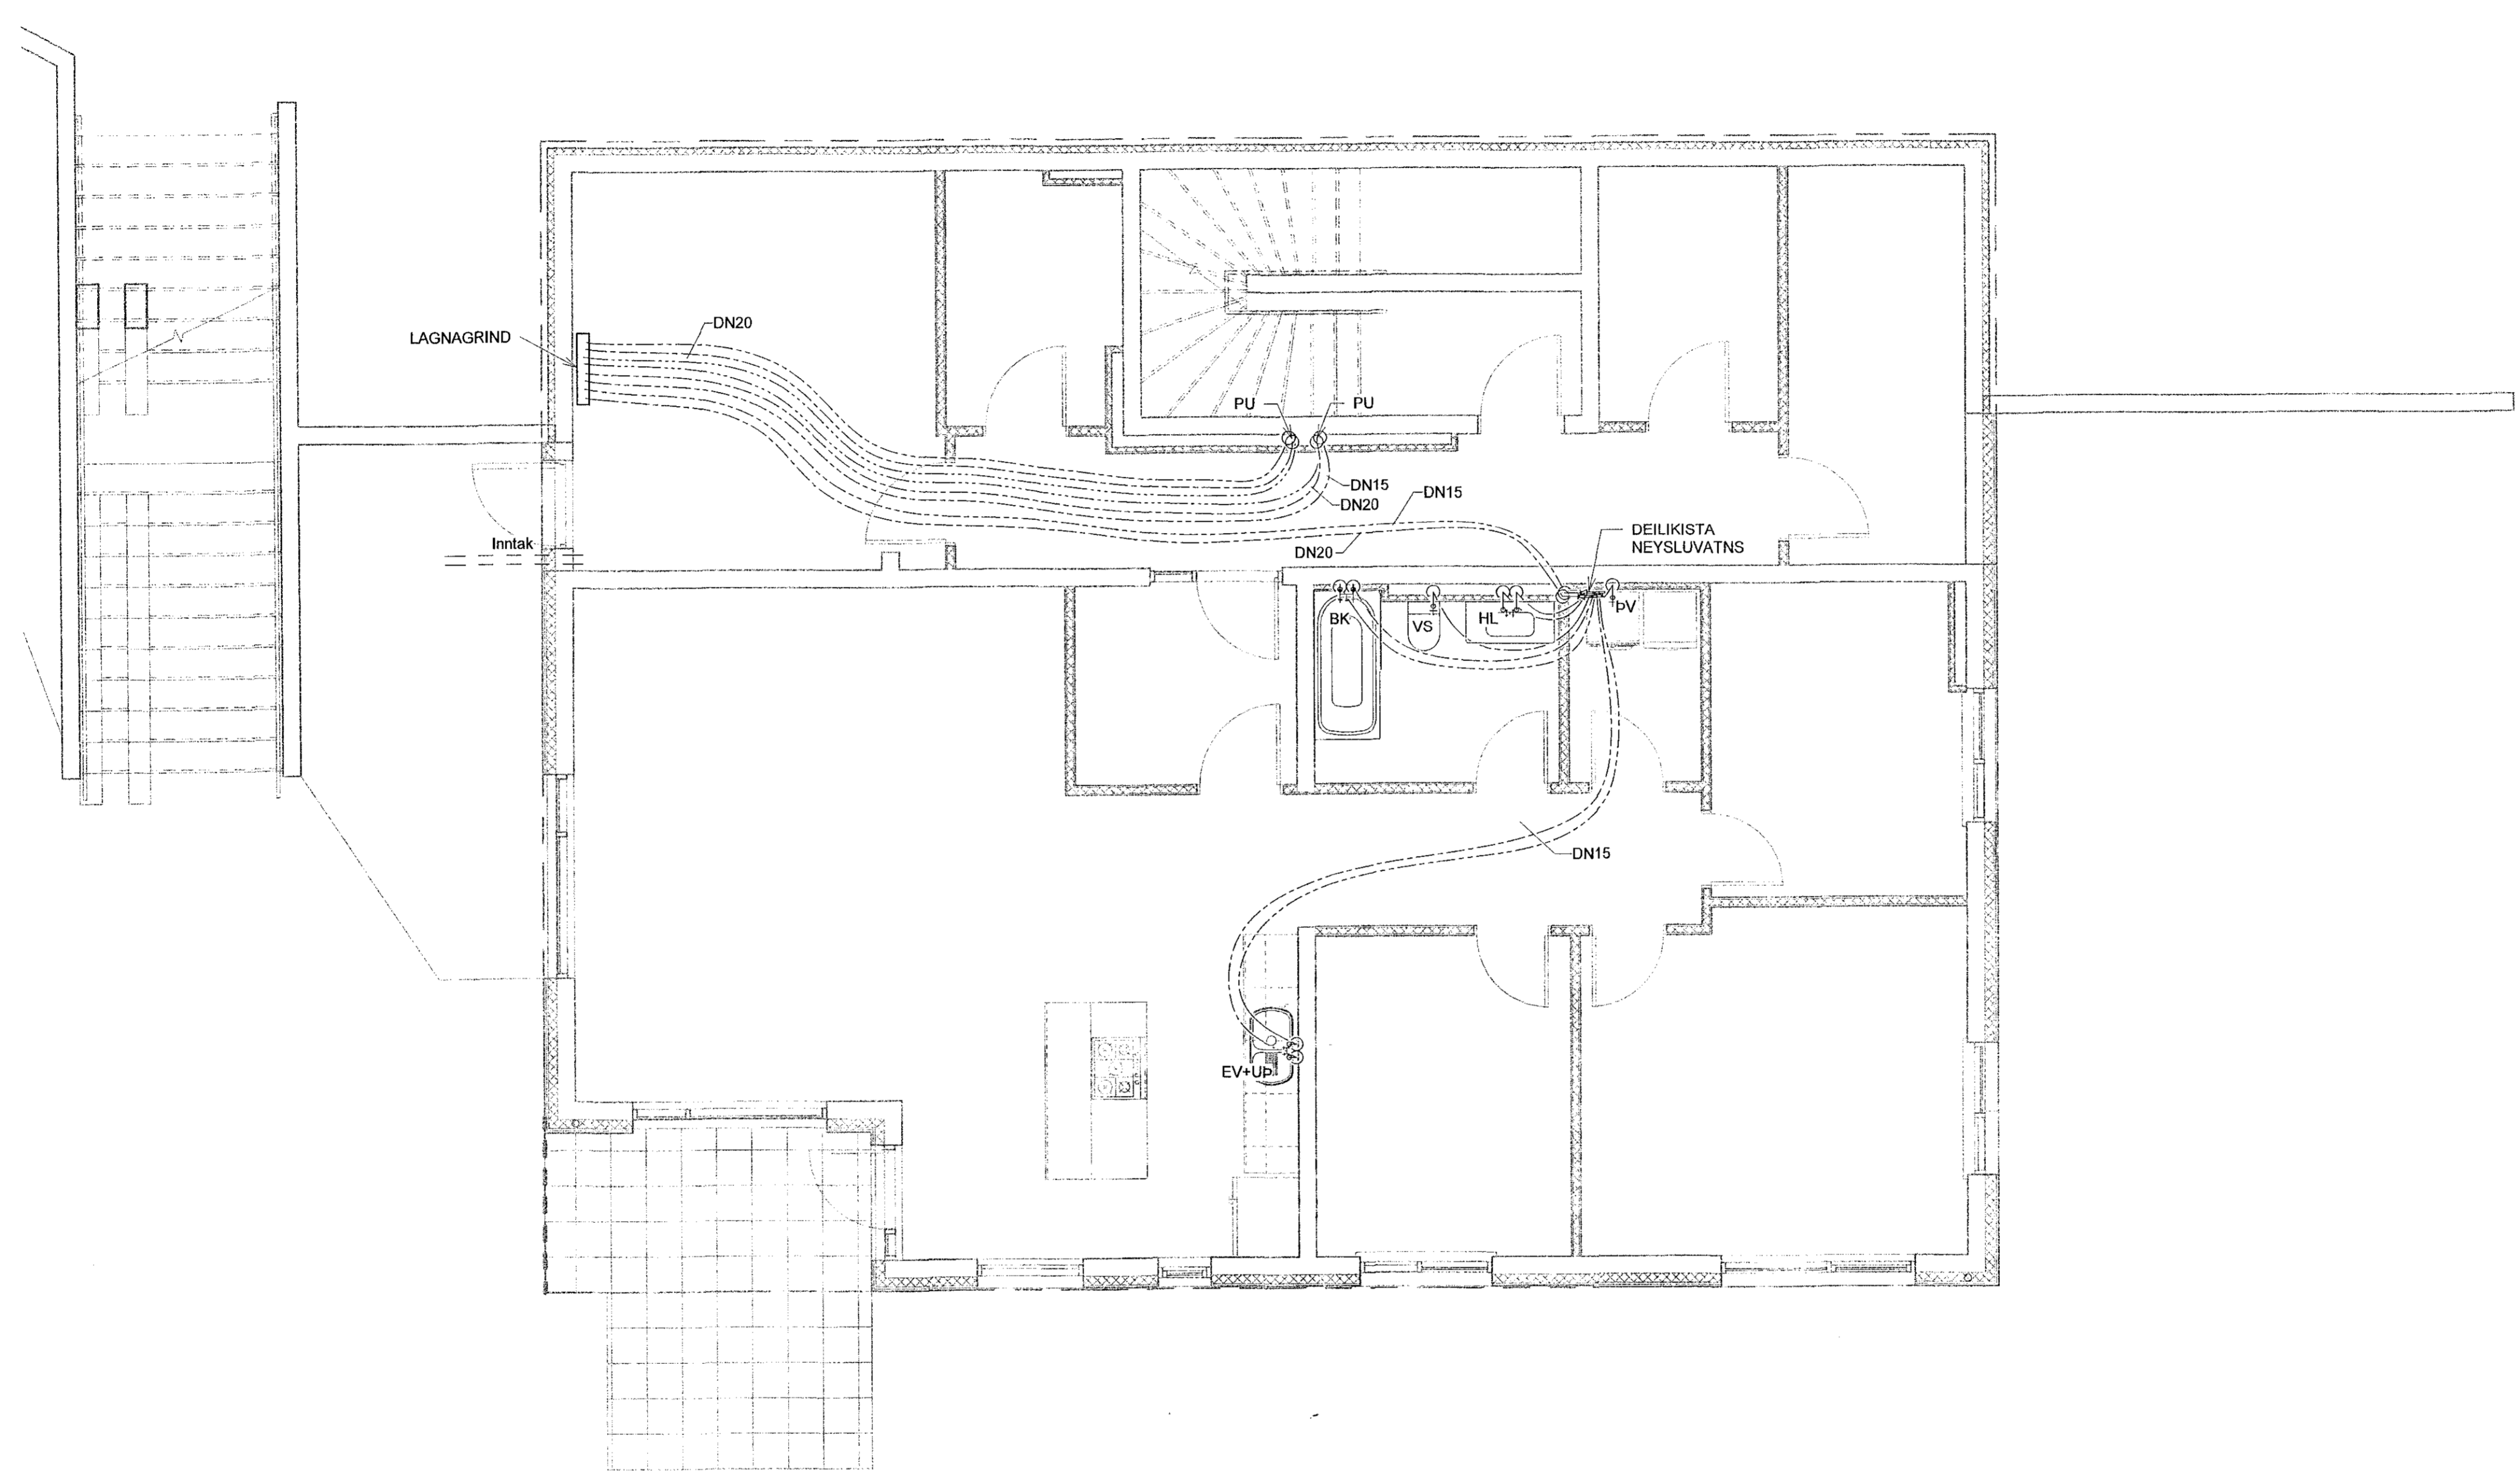 DN20
LAGNAGRIND
PU
PU
DN15
DN15
DN20
DEILIKISTA
NEYSLUVATNS
Inntak
DN20
BK
VS
HL
ÞV
DN15
EV+UÞ